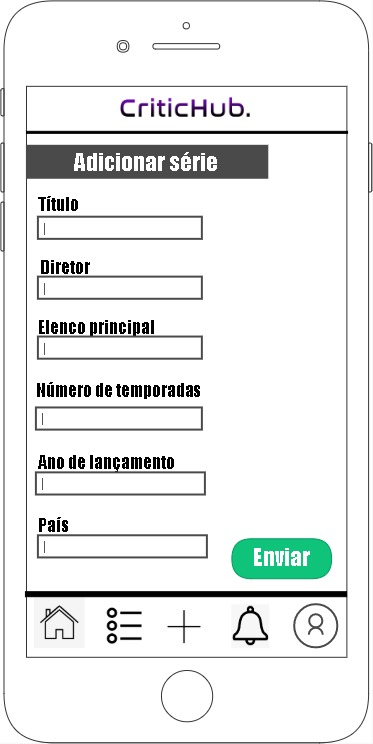 CriticHub.
Adicionar série
Título
Diretor
Elenco principal
Número de temporadas
Ano de lançamento
País
Enviar